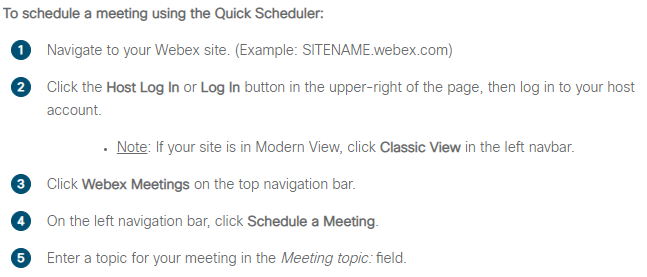 To schedule a meeting using the Quick Scheduler:
1 Navigate to your Webex site. (Example: SITENAME.webex.com)
2 Click the Host Log In or Log In button in the upper-right of the page, then log in to your host
account.
• Note: If your site is in Modern View, click Classic View in the left navbar.
3 Click Webex Meetings on the top navigation bar.
4 On the left navigation bar, click Schedule a Meeting.
5 Enter a topic for your meeting in the Meeting topic: field.